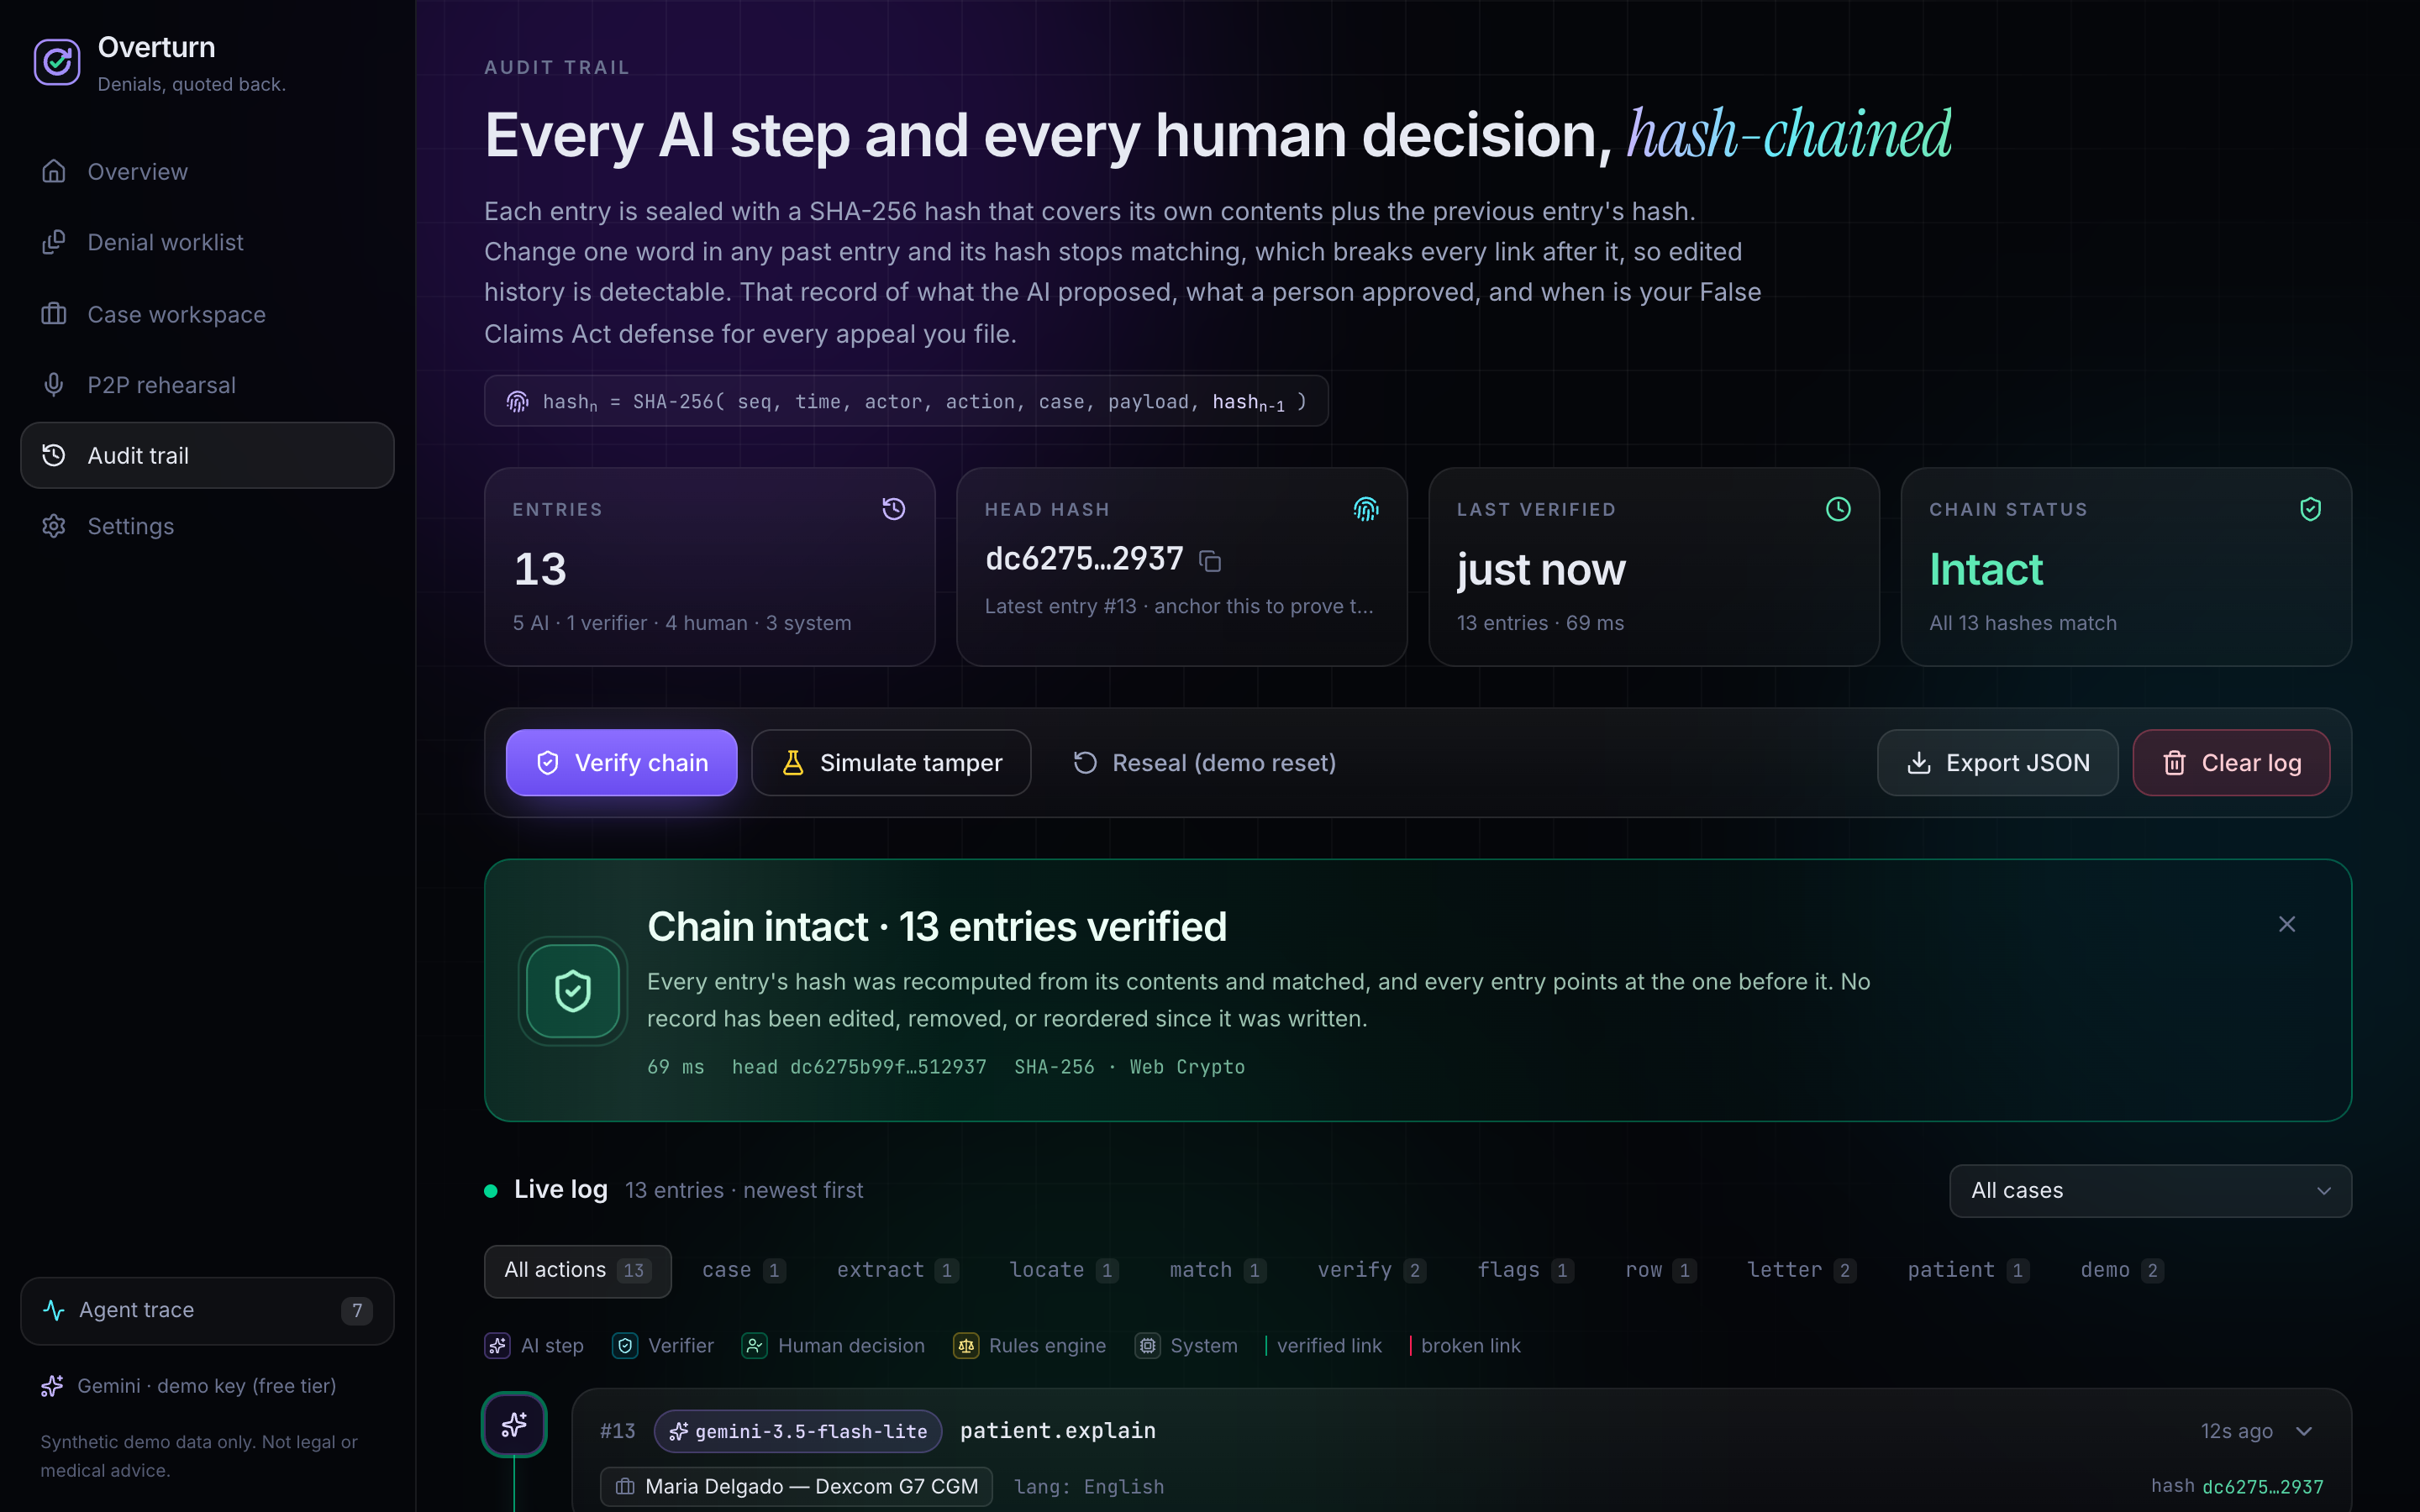 Overturn
Denials, quoted back.
Overview
Denial worklist
Case workspace
P2P rehearsal
Audit trail
Settings
Agent trace 7
Gemini · demo key (free tier)
Synthetic demo data only. Not legal or
medical advice.
AUDIT TRAIL
Every AI step and every human decision, hash-chained
Each entry is sealed with a SHA-256 hash that covers its own contents plus the previous entry's hash.
Change one word in any past entry and its hash stops matching, which breaks every link after it, so edited
history is detectable. That record of what the AI proposed, what a person approved, and when is your False
Claims Act defense for every appeal you file.
hashn = SHA-256( seq, time, actor, action, case, payload, hashn-1 )
ENTRIES
13
5 AI · 1 verifier · 4 human · 3 system
HEAD HASH
dc6275…2937
Latest entry #13 · anchor this to prove t…
LAST VERIFIED
just now
13 entries · 69 ms
CHAIN STATUS
Intact
All 13 hashes match
Verify chain Simulate tamper Reseal (demo reset) Export JSON Clear log
Chain intact · 13 entries verified
Every entry's hash was recomputed from its contents and matched, and every entry points at the one before it. No
record has been edited, removed, or reordered since it was written.
69 ms head dc6275b99f…512937 SHA-256 · Web Crypto
Live log 13 entries · newest first All cases
All actions 13 case 1 extract 1 locate 1 match 1 verify 2 flags 1 row 1 letter 2 patient 1 demo 2
AI step Verifier Human decision Rules engine System verified link broken link
#13 gemini-3.5-flash-lite patient.explain 12s ago
Maria Delgado — Dexcom G7 CGM lang: English hash dc6275…2937